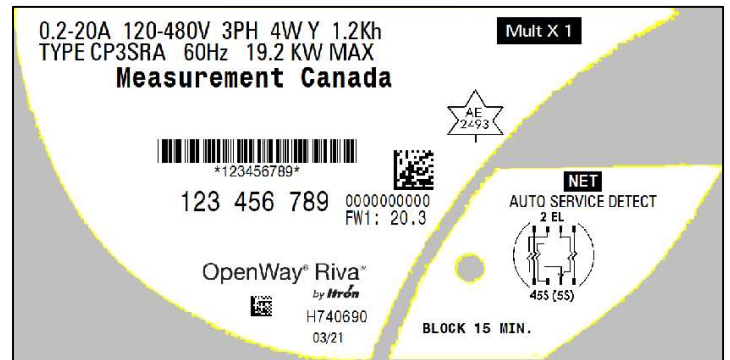 0.2-20A 120-480V 3PH 4W Y 1.2Kh
TYPE CP3SRA 60Hz 19.2 KW MAX
Measurement Canada
Mult X 1
AE
2493
*123456789*
123 456 789
0000000000
FW1: 20.3
OpenWay® Riva™
by Itrón
H740690
03/21
NET
AUTO SERVICE DETECT
2 EL
45S (5S)
BLOCK 15 MIN.